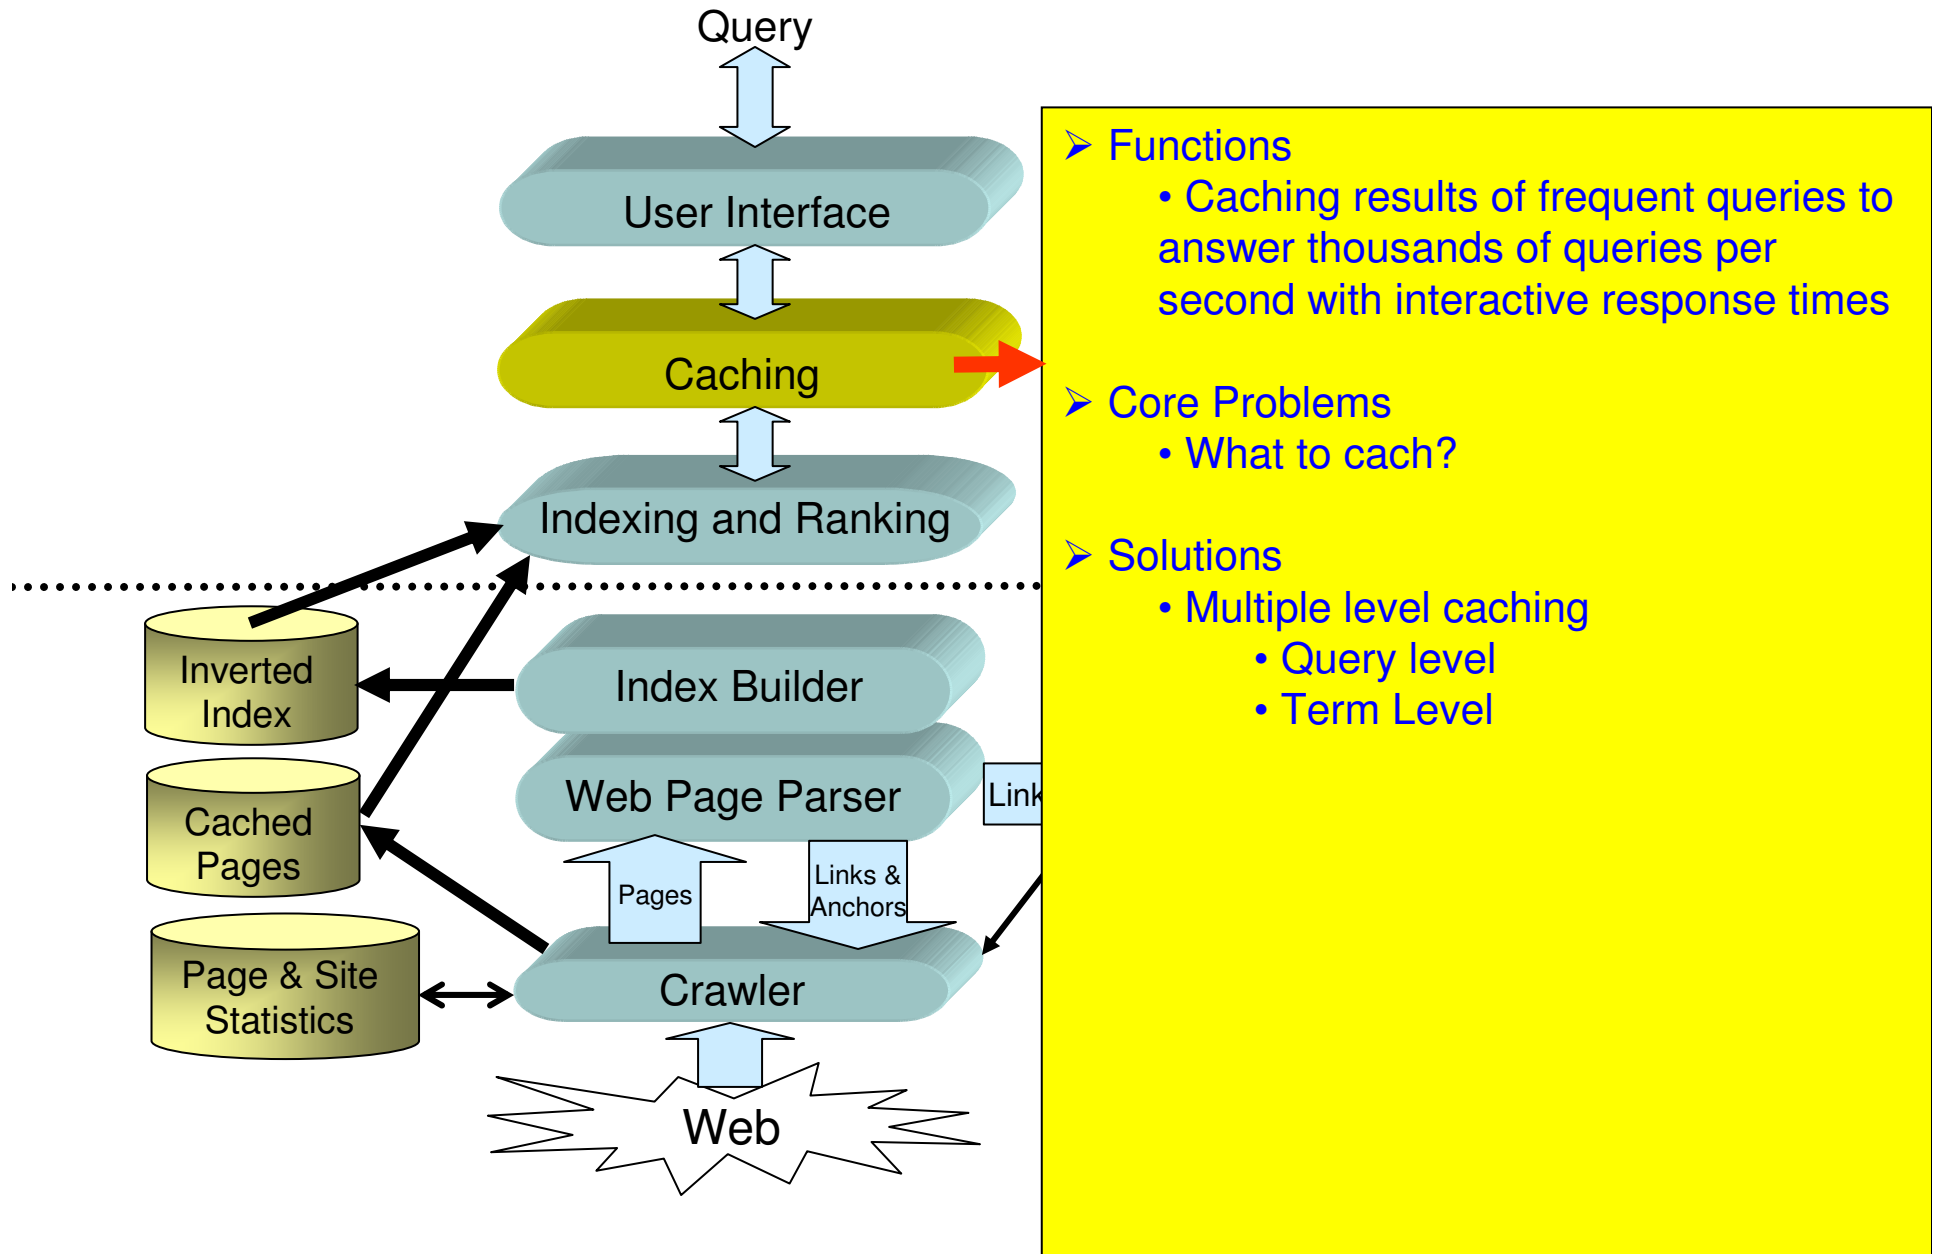 Query
User Interface
Caching
Indexing and Ranking
Inverted
Index
Index Builder
Cached
Pages
Web Page Parser
Link
Pages
Links &
Anchors
Page & Site
Statistics
Crawler
Web
➢ Functions
• Caching results of frequent queries to
answer thousands of queries per
second with interactive response times
➢ Core Problems
• What to cach?
➢ Solutions
• Multiple level caching
• Query level
• Term Level